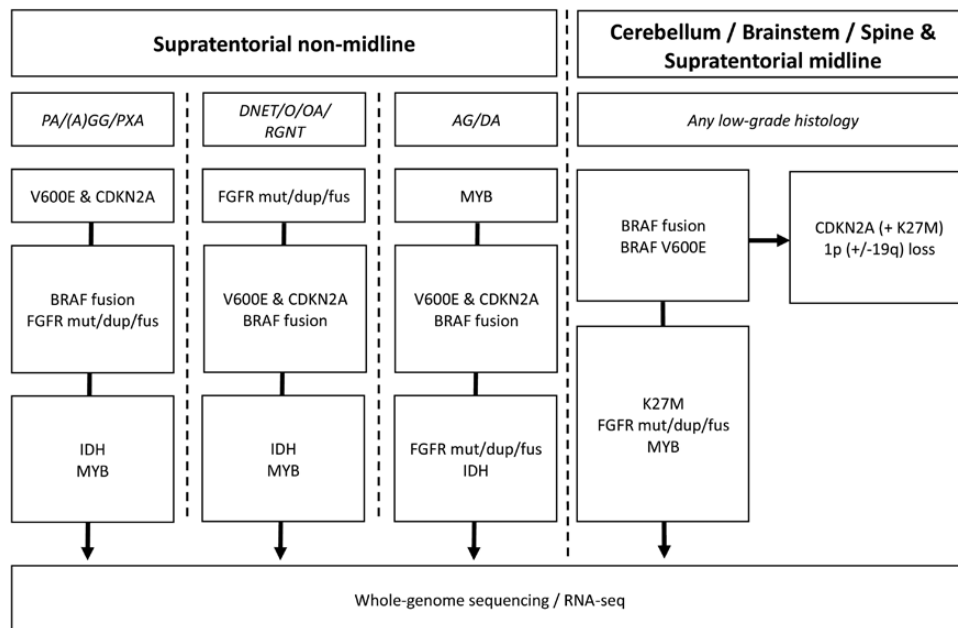 Supratentorial non-midline
Cerebellum / Brainstem / Spine &
Supratentorial midline
PA/(A)GG/PXA
DNET/O/OA/
RGNT
AG/DA
Any low-grade histology
V600E & CDKN2A
FGFR mut/dup/fus
MYB
BRAF fusion
BRAF V600E
CDKN2A (+ K27M)
1p (+/-19q) loss
BRAF fusion
FGFR mut/dup/fus
V600E & CDKN2A
BRAF fusion
V600E & CDKN2A
BRAF fusion
K27M
FGFR mut/dup/fus
MYB
IDH
MYB
IDH
MYB
FGFR mut/dup/fus
IDH
Whole-genome sequencing / RNA-seq